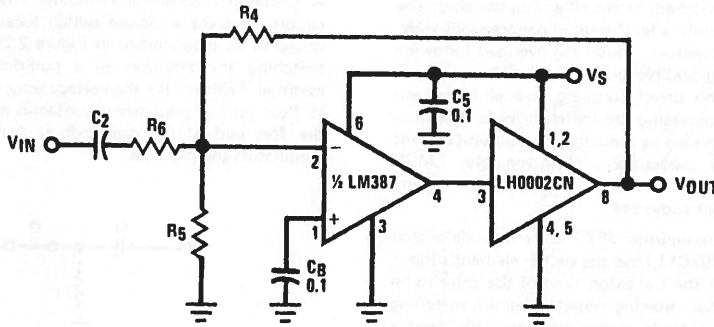 R4
VS
C5
0.1
C2
R6
6
1,2
VIN
2
−
½ LM387
4
3
LH0002CN
8
VOUT
R5
+
1
3
4, 5
CB
0.1